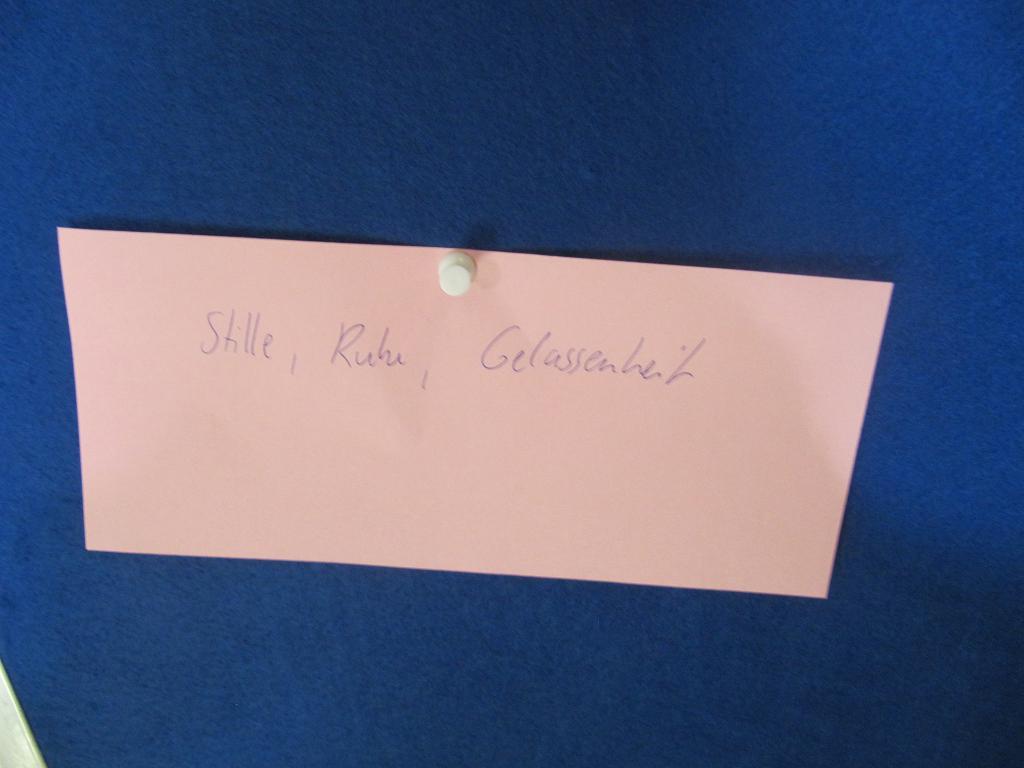 Stille, Ruhe, Gelassenheit